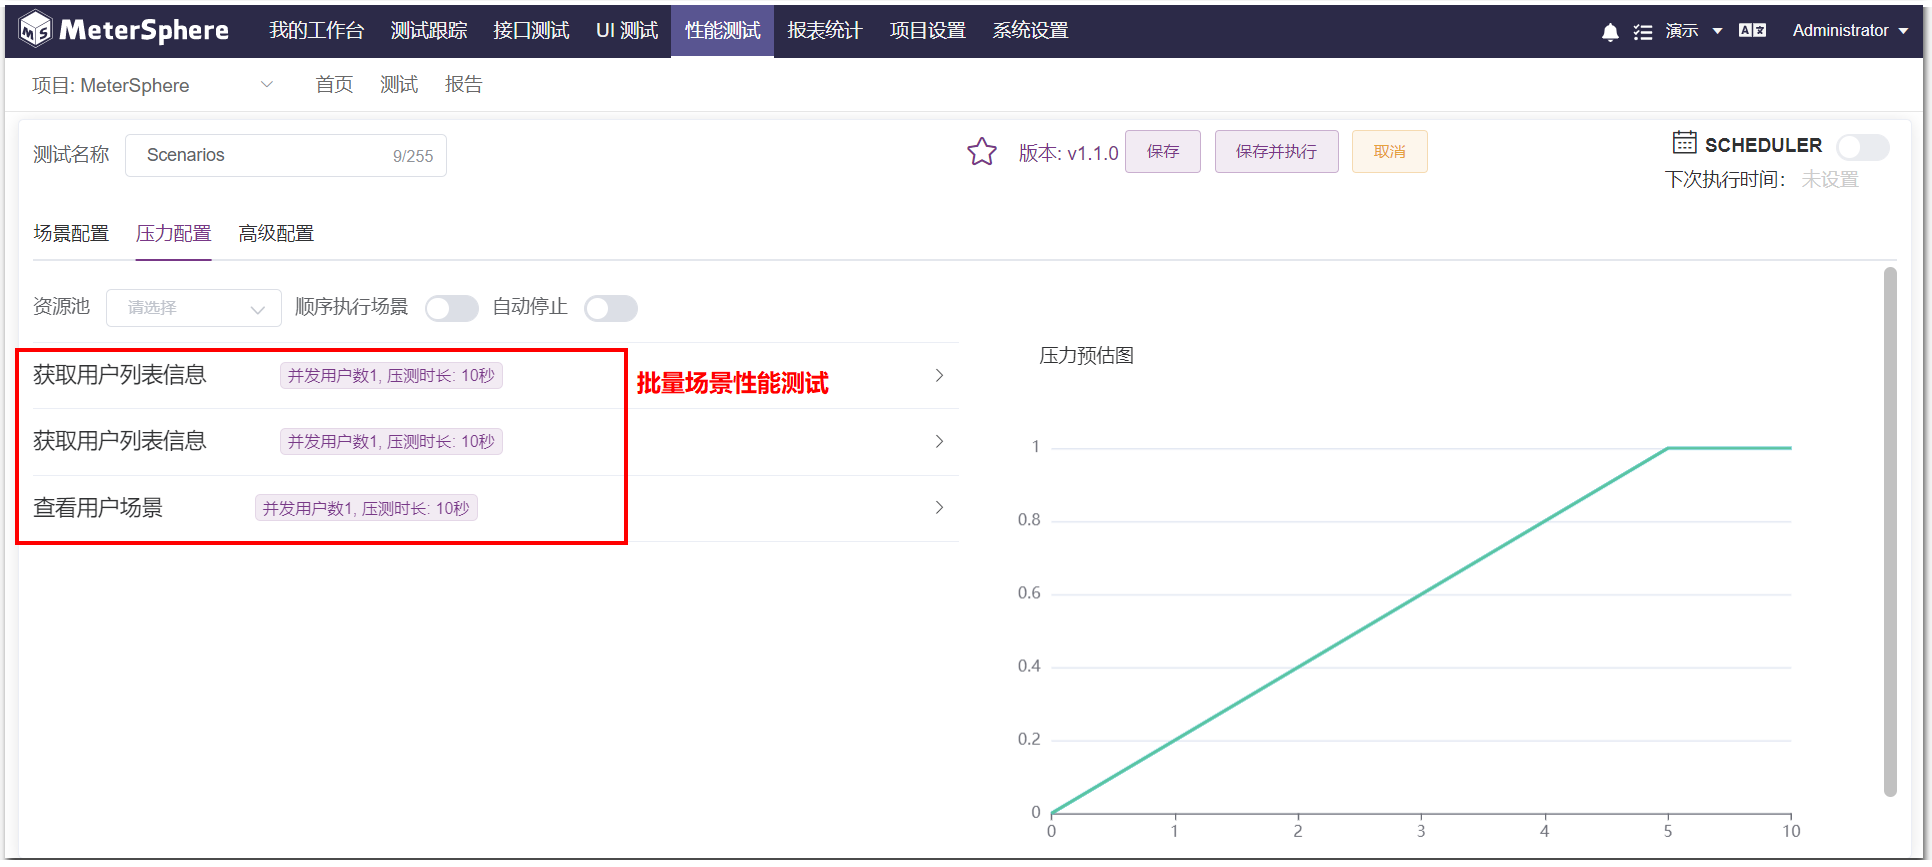 MeterSphere 我的工作台 测试跟踪 接口测试 UI 测试 性能测试 报表统计 项目设置 系统设置 演示 Administrator
项目: MeterSphere 首页 测试 报告
测试名称 Scenarios 9/255 版本: v1.1.0 保存 保存并执行 取消 SCHEDULER
下次执行时间: 未设置
场景配置 压力配置 高级配置
资源池 请选择 顺序执行场景 自动停止
获取用户列表信息 并发用户数1, 压测时长: 10秒 批量场景性能测试
获取用户列表信息 并发用户数1, 压测时长: 10秒
查看用户场景 并发用户数1, 压测时长: 10秒
压力预估图
1
0.8
0.6
0.4
0.2
0
0 1 2 3 4 5 10